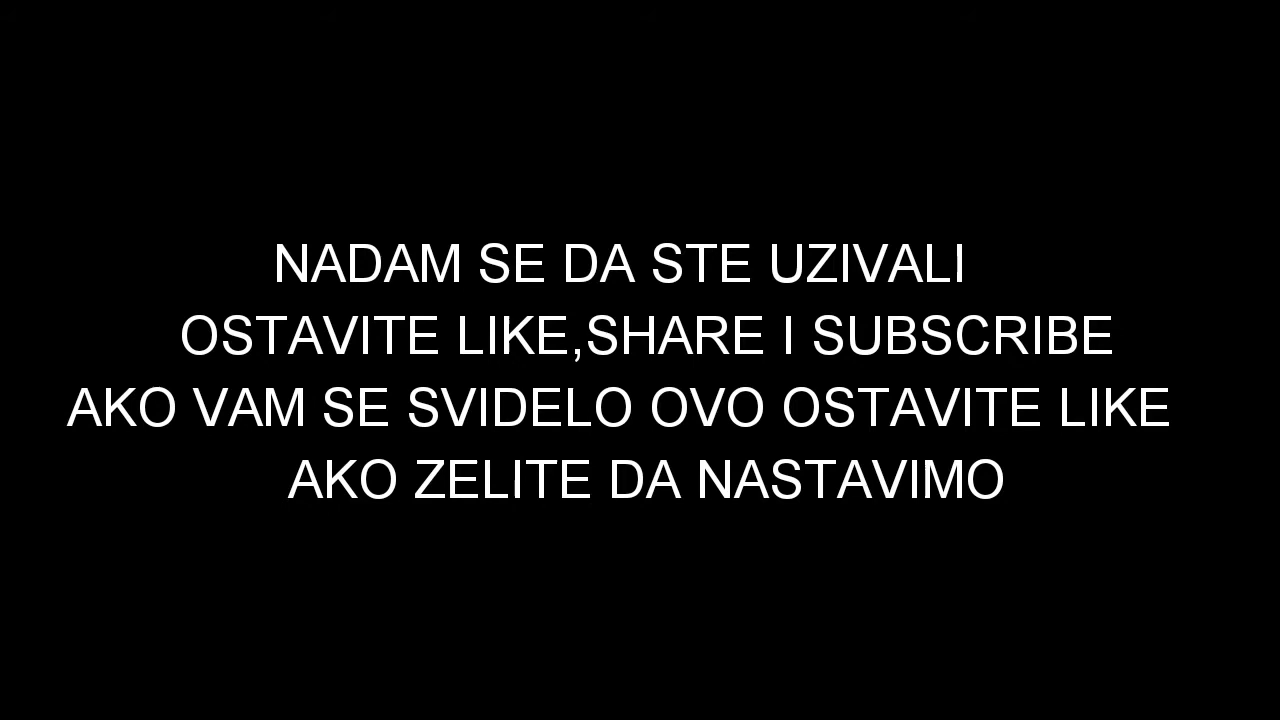 NADAM SE DA STE UZIVALI
OSTAVITE LIKE,SHARE I SUBSCRIBE
AKO VAM SE SVIDELO OVO OSTAVITE LIKE
AKO ZELITE DA NASTAVIMO